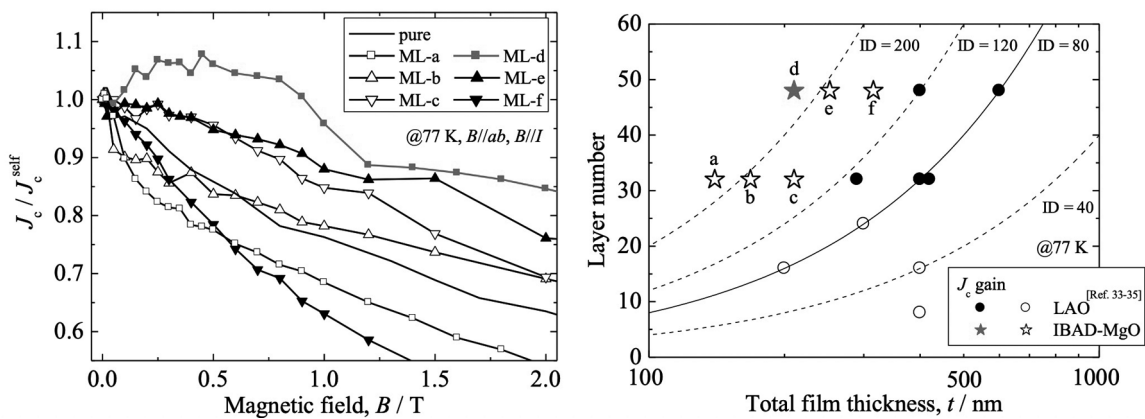 1.1
1.0
0.9
0.8
0.7
0.6
J_c / J_c^self
pure
ML-a
ML-b
ML-c
ML-d
ML-e
ML-f
@77 K, B//ab, B//I
0.0
0.5
1.0
1.5
2.0
Magnetic field, B / T
60
50
40
30
20
10
0
Layer number
ID = 200
ID = 120
ID = 80
d
e
f
a
b
c
ID = 40
@77 K
J_c gain
LAO [Ref. 33-35]
IBAD-MgO
100
500
1000
Total film thickness, t / nm